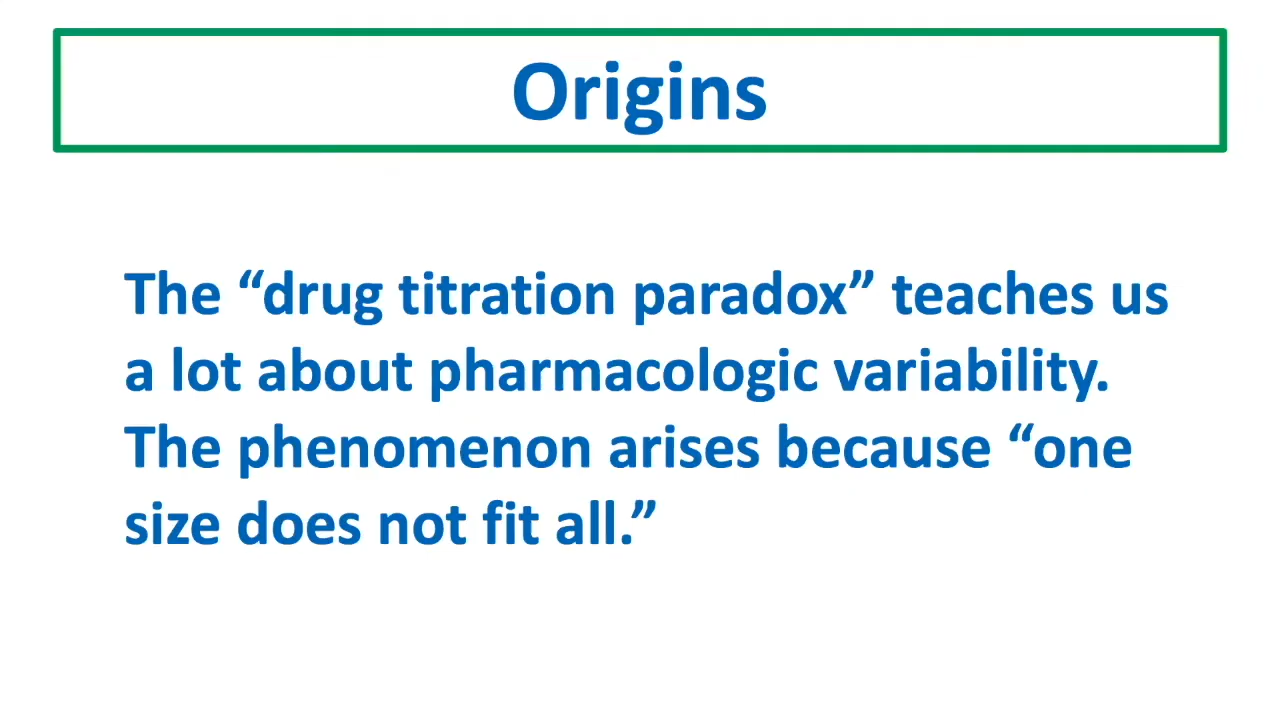 Origins
The “drug titration paradox” teaches us
a lot about pharmacologic variability.
The phenomenon arises because “one
size does not fit all.”